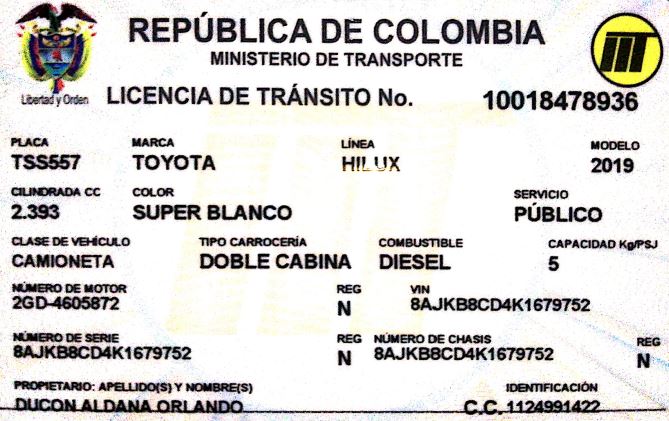 REPÚBLICA DE COLOMBIA
MINISTERIO DE TRANSPORTE
Libertad y Orden
LICENCIA DE TRÁNSITO No. 10018478936
PLACA MARCA LÍNEA MODELO
TSS557 TOYOTA HILUX 2019
CILINDRADA CC COLOR SERVICIO
2.393 SUPER BLANCO PÚBLICO
CLASE DE VEHÍCULO TIPO CARROCERÍA COMBUSTIBLE CAPACIDAD Kg/PSJ
CAMIONETA DOBLE CABINA DIESEL 5
NÚMERO DE MOTOR REG VIN
2GD-4605872 N 8AJKB8CD4K1679752
NÚMERO DE SERIE REG NÚMERO DE CHASIS REG
8AJKB8CD4K1679752 N 8AJKB8CD4K1679752 N
PROPIETARIO: APELLIDO(S) Y NOMBRE(S) IDENTIFICACIÓN
DUCON ALDANA ORLANDO C.C. 1124991422